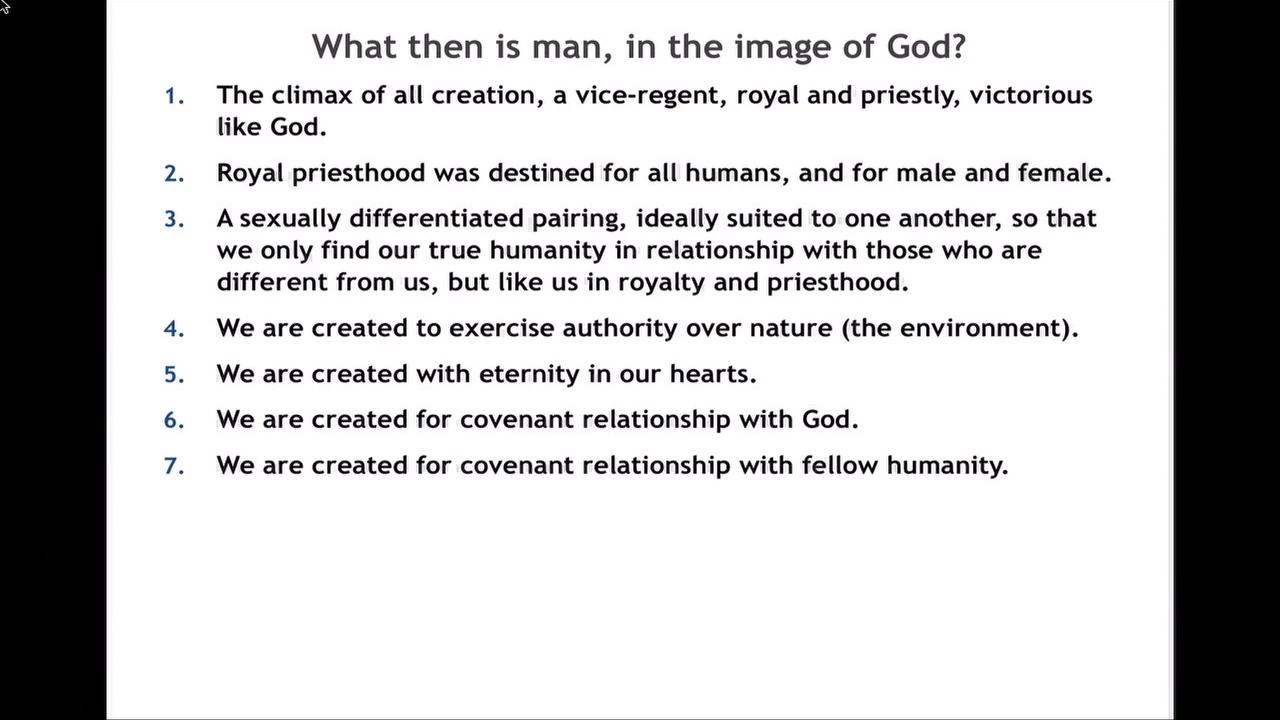 What then is man, in the image of God?
1. The climax of all creation, a vice-regent, royal and priestly, victorious
like God.
2. Royal priesthood was destined for all humans, and for male and female.
3. A sexually differentiated pairing, ideally suited to one another, so that
we only find our true humanity in relationship with those who are
different from us, but like us in royalty and priesthood.
4. We are created to exercise authority over nature (the environment).
5. We are created with eternity in our hearts.
6. We are created for covenant relationship with God.
7. We are created for covenant relationship with fellow humanity.